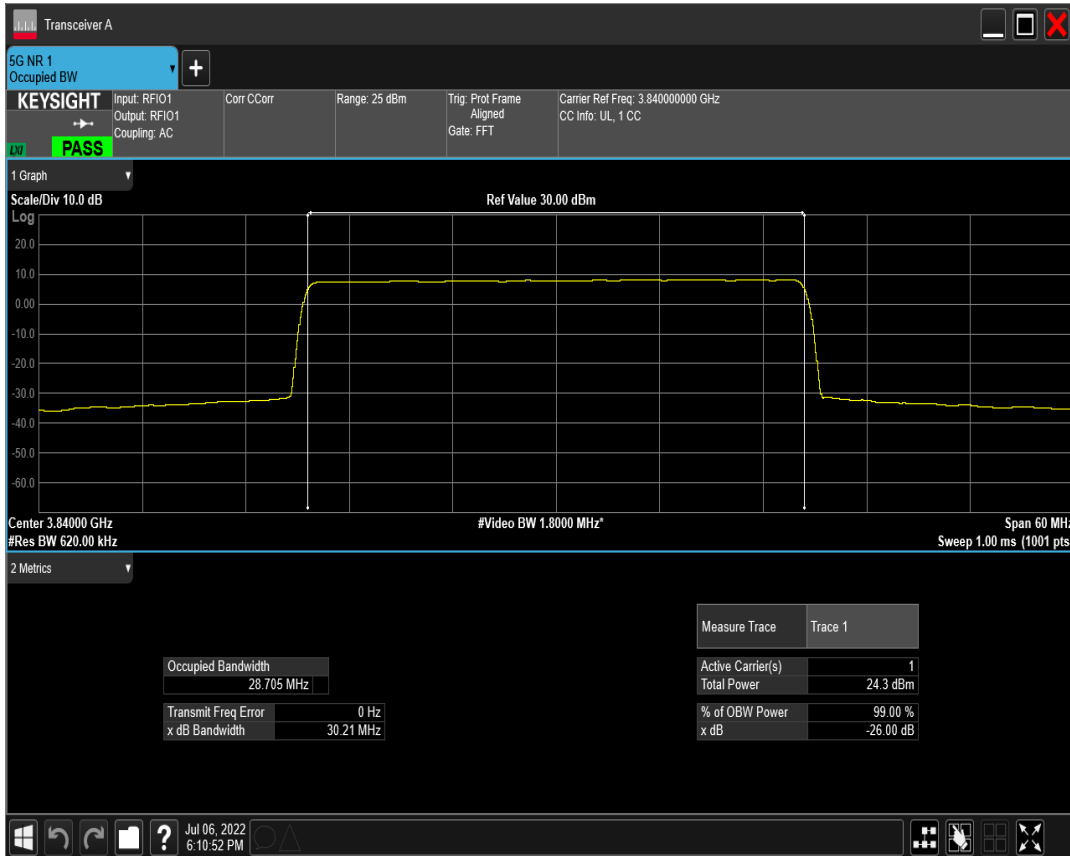 Transceiver A
5G NR 1
Occupied BW
KEYSIGHT
LXI
PASS
Input: RFIO1
Output: RFIO1
Coupling: AC
Corr CCorr
Range: 25 dBm
Trig: Prot Frame
Aligned
Gate: FFT
Carrier Ref Freq: 3.840000000 GHz
CC Info: UL, 1 CC
1 Graph
Scale/Div 10.0 dB
Ref Value 30.00 dBm
Log
20.0
10.0
0.00
-10.0
-20.0
-30.0
-40.0
-50.0
-60.0
Center 3.84000 GHz
#Video BW 1.8000 MHz*
Span 60 MHz
#Res BW 620.00 kHz
Sweep 1.00 ms (1001 pts
2 Metrics
Measure Trace Trace 1
Occupied Bandwidth
28.705 MHz
Active Carrier(s) 1
Total Power 24.3 dBm
Transmit Freq Error 0 Hz
x dB Bandwidth 30.21 MHz
% of OBW Power 99.00 %
x dB -26.00 dB
?
Jul 06, 2022
6:10:52 PM